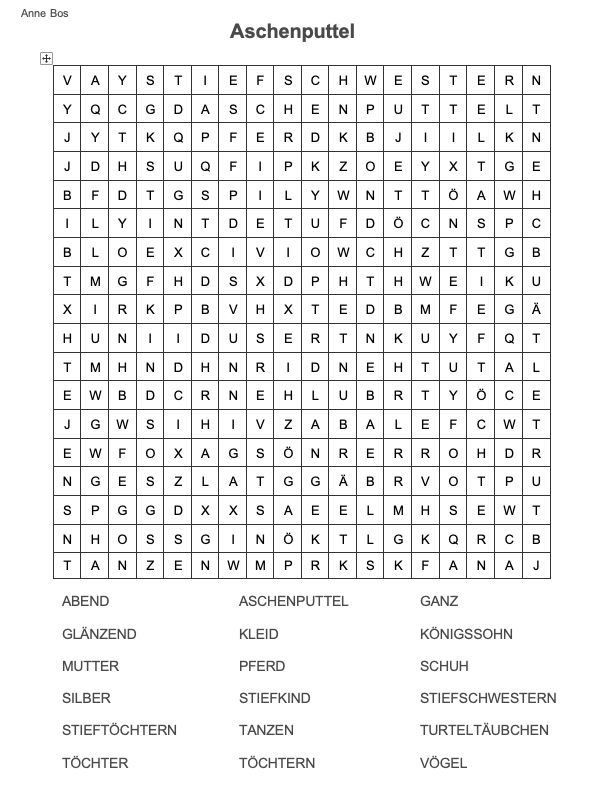 Anne Bos
Aschenputtel
V A Y S T I E F S C H W E S T E R N
Y Q C G D A S C H E N P U T T E L T
J Y T K Q P F E R D K B J I I L K N
J D H S U Q F I P K Z O E Y X T G E
B F D T G S P I L Y W N T T Ö A W H
I L Y I N T D E T U F D Ö C N S P C
B L O E X C I V I O W C H Z T T G B
T M G F H D S X D P H T H W E I K U
X I R K P B V H X T E D B M F E G Ä
H U N I I D U S E R T N K U Y F Q T
T M H N D H N R I D N E H T U T A L
E W B D C R N E H L U B R T Y Ö C E
J G W S I H I V Z A B A L E F C W T
E W F O X A G S Ö N R E R R O H D R
N G E S Z L A T G G Ä B R V O T P U
S P G G D X X S A E E L M H S E W T
N H O S S G I N Ö K T L G K Q R C B
T A N Z E N W M P R K S K F A N A J
ABEND ASCHENPUTTEL GANZ
GLÄNZEND KLEID KÖNIGSSOHN
MUTTER PFERD SCHUH
SILBER STIEFKIND STIEFSCHWESTERN
STIEFTÖCHTERN TANZEN TURTELTÄUBCHEN
TÖCHTER TÖCHTERN VÖGEL